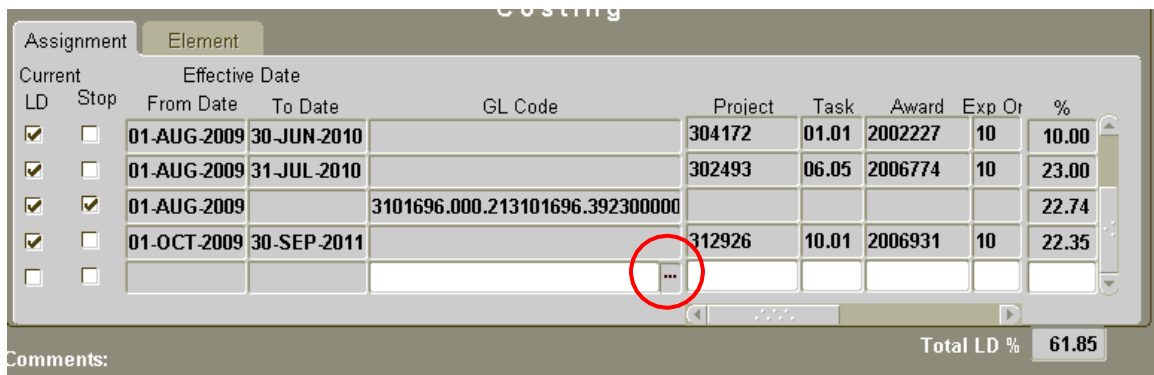 Costing
Assignment Element
Current Effective Date
LD Stop From Date To Date GL Code Project Task Award Exp Or %
01-AUG-2009 30-JUN-2010 304172 01.01 2002227 10 10.00
01-AUG-2009 31-JUL-2010 302493 06.05 2006774 10 23.00
01-AUG-2009 3101696.000.213101696.392300000 22.74
01-OCT-2009 30-SEP-2011 312926 10.01 2006931 10 22.35
...
Total LD % 61.85
Comments: